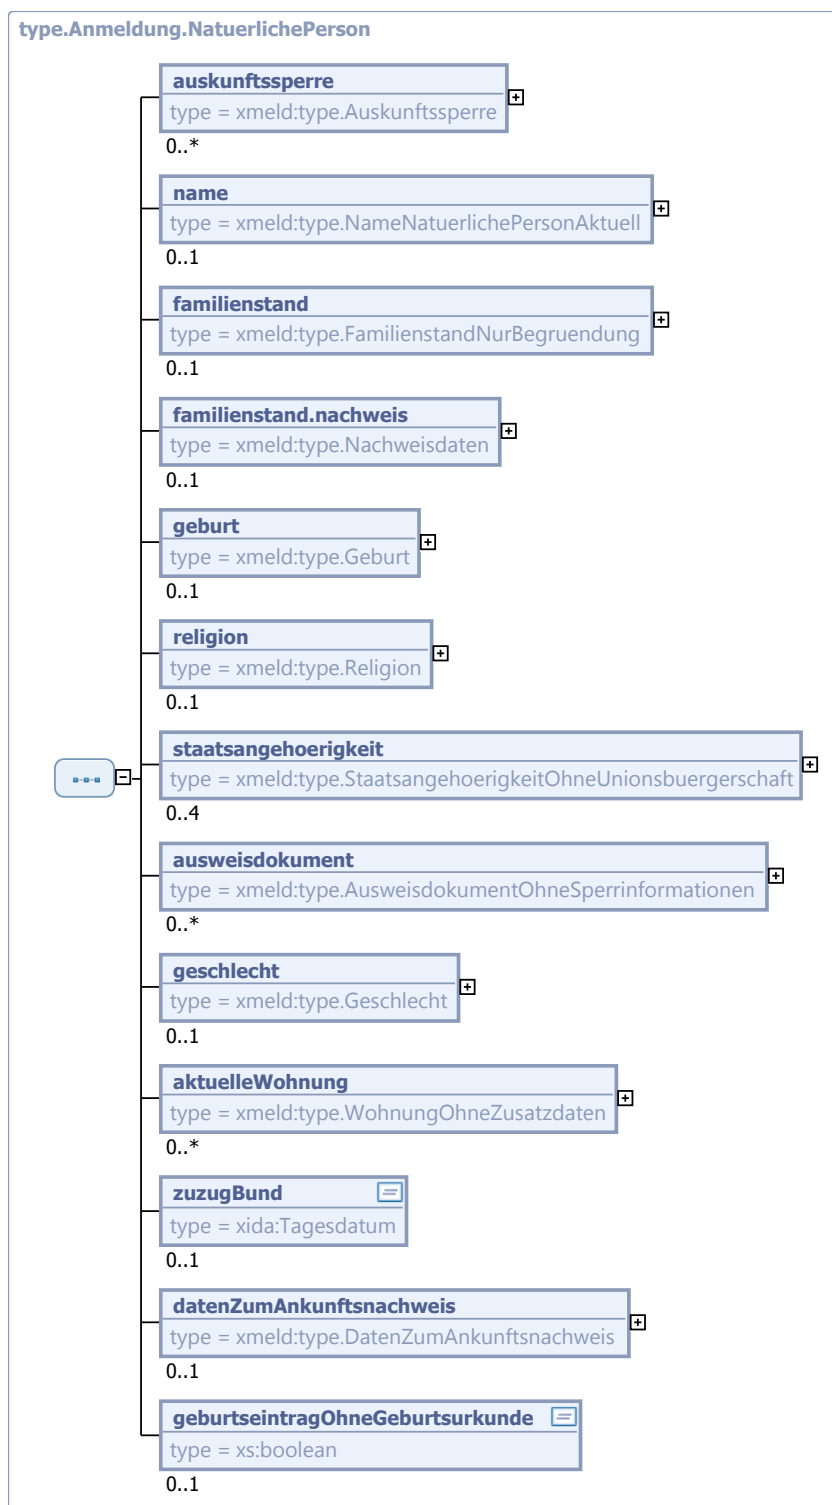 type.Anmeldung.NatuerlichePerson
auskunftssperre
type = xmeld:type.Auskunftssperre
0..*
name
type = xmeld:type.NameNatuerlichePersonAktuell
0..1
familienstand
type = xmeld:type.FamilienstandNurBegruendung
0..1
familienstand.nachweis
type = xmeld:type.Nachweisdaten
0..1
geburt
type = xmeld:type.Geburt
0..1
religion
type = xmeld:type.Religion
0..1
staatsangehoerigkeit
type = xmeld:type.StaatsangehoerigkeitOhneUnionsbuergerschaft
0..4
ausweisdokument
type = xmeld:type.AusweisdokumentOhneSperrinformationen
0..*
geschlecht
type = xmeld:type.Geschlecht
0..1
aktuelleWohnung
type = xmeld:type.WohnungOhneZusatzdaten
0..*
zuzugBund
type = xida:Tagesdatum
0..1
datenZumAnkunftsnachweis
type = xmeld:type.DatenZumAnkunftsnachweis
0..1
geburtseintragOhneGeburtsurkunde
type = xs:boolean
0..1